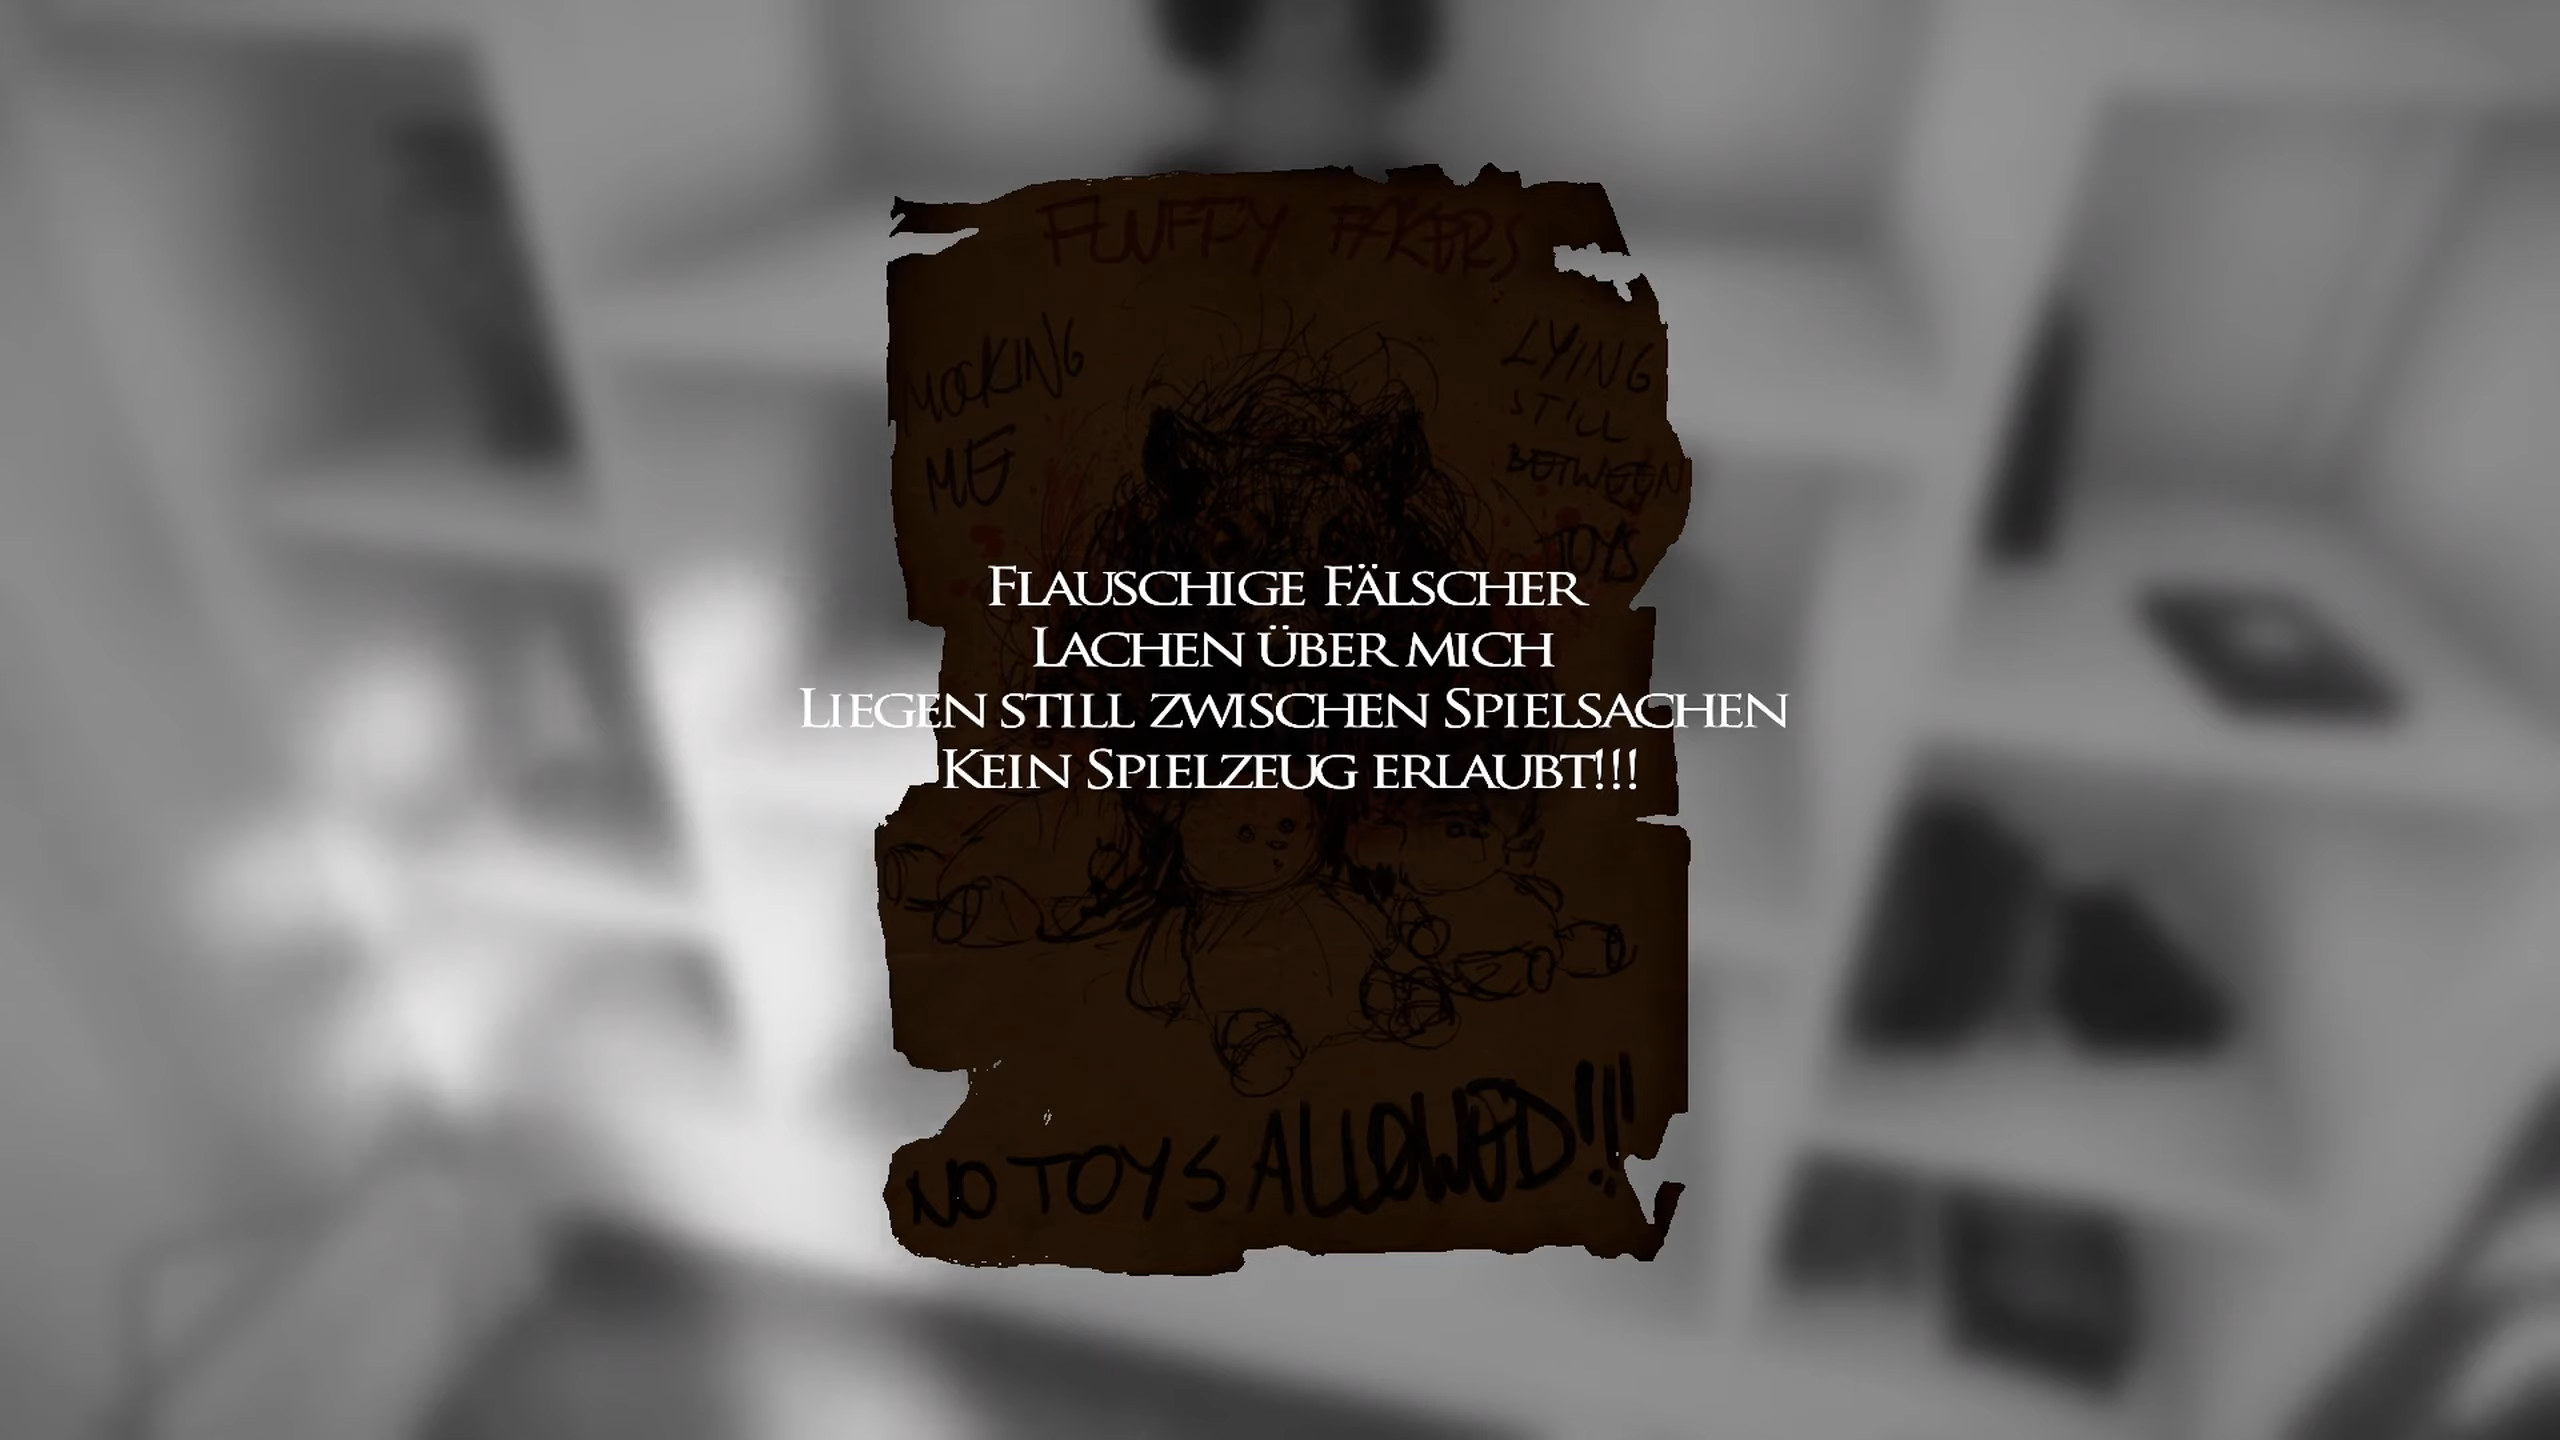 FLUFFY FAKERS
MOCKING
ME
LYING
STILL
BETWEEN
TOYS
Flauschige Fälscher
Lachen über mich
Liegen still zwischen Spielsachen
Kein Spielzeug erlaubt!!!
NO TOYS ALLOWED!!!